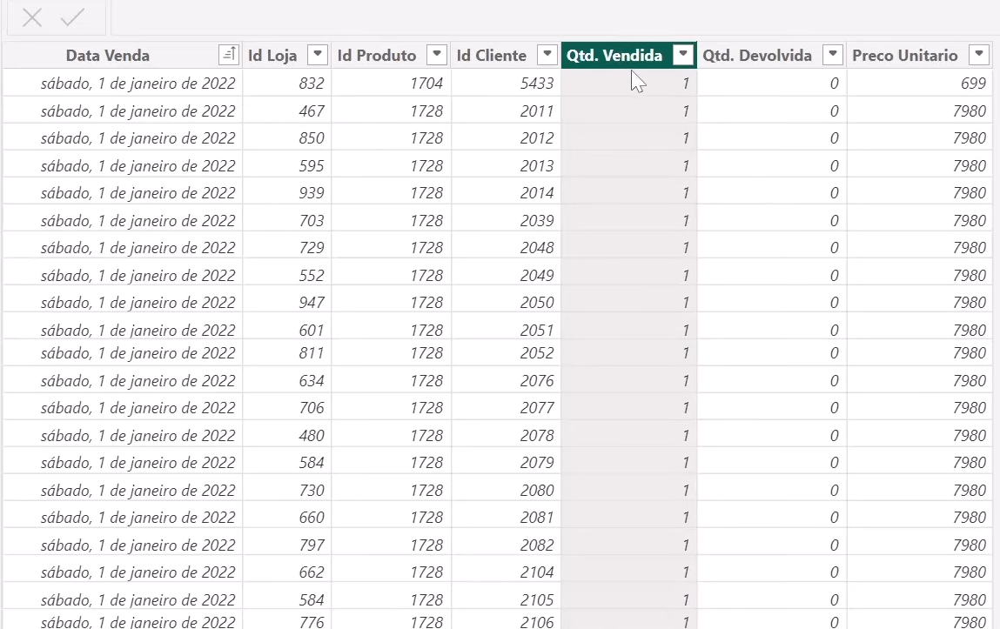 Data Venda Id Loja Id Produto Id Cliente Qtd. Vendida Qtd. Devolvida Preco Unitario
sábado, 1 de janeiro de 2022 832 1704 5433 1 0 699
sábado, 1 de janeiro de 2022 467 1728 2011 1 0 7980
sábado, 1 de janeiro de 2022 850 1728 2012 1 0 7980
sábado, 1 de janeiro de 2022 595 1728 2013 1 0 7980
sábado, 1 de janeiro de 2022 939 1728 2014 1 0 7980
sábado, 1 de janeiro de 2022 703 1728 2039 1 0 7980
sábado, 1 de janeiro de 2022 729 1728 2048 1 0 7980
sábado, 1 de janeiro de 2022 552 1728 2049 1 0 7980
sábado, 1 de janeiro de 2022 947 1728 2050 1 0 7980
sábado, 1 de janeiro de 2022 601 1728 2051 1 0 7980
sábado, 1 de janeiro de 2022 811 1728 2052 1 0 7980
sábado, 1 de janeiro de 2022 634 1728 2076 1 0 7980
sábado, 1 de janeiro de 2022 706 1728 2077 1 0 7980
sábado, 1 de janeiro de 2022 480 1728 2078 1 0 7980
sábado, 1 de janeiro de 2022 584 1728 2079 1 0 7980
sábado, 1 de janeiro de 2022 730 1728 2080 1 0 7980
sábado, 1 de janeiro de 2022 660 1728 2081 1 0 7980
sábado, 1 de janeiro de 2022 797 1728 2082 1 0 7980
sábado, 1 de janeiro de 2022 662 1728 2104 1 0 7980
sábado, 1 de janeiro de 2022 584 1728 2105 1 0 7980
sábado, 1 de janeiro de 2022 776 1728 2106 1 0 7980